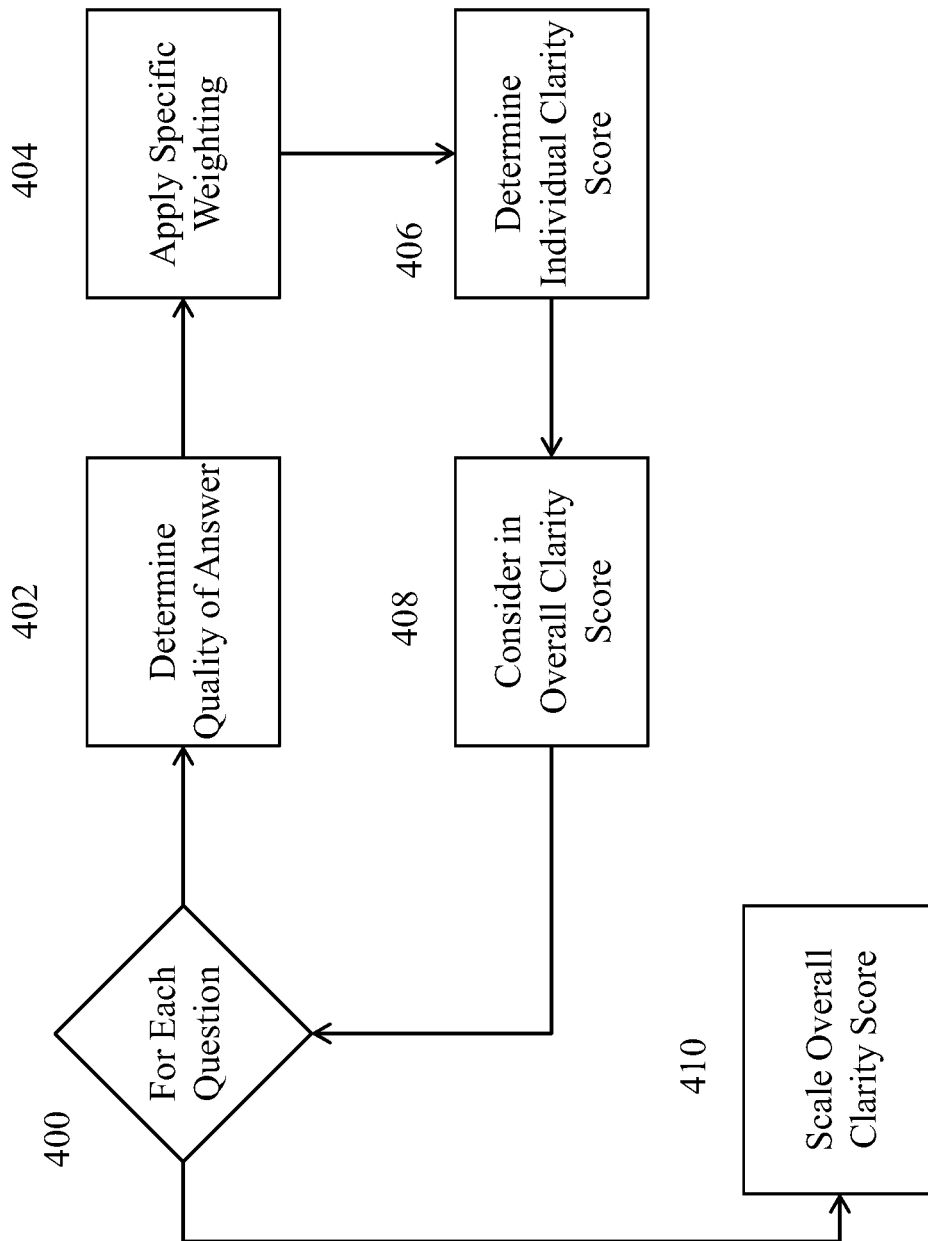 400
For Each
Question
402
Determine
Quality of Answer
404
Apply Specific
Weighting
406
Determine
Individual Clarity
Score
408
Consider in
Overall Clarity
Score
410
Scale Overall
Clarity Score